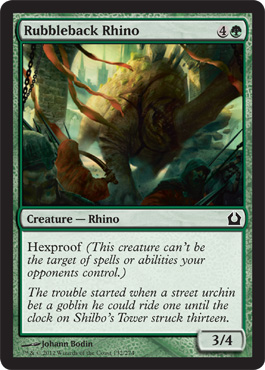 Rubbleback Rhino 4
Creature — Rhino
Hexproof (This creature can't be
the target of spells or abilities your
opponents control.)
The trouble started when a street urchin
bet a goblin he could ride one until the
clock on Shilbo's Tower struck thirteen.
Johann Bodin
3/4